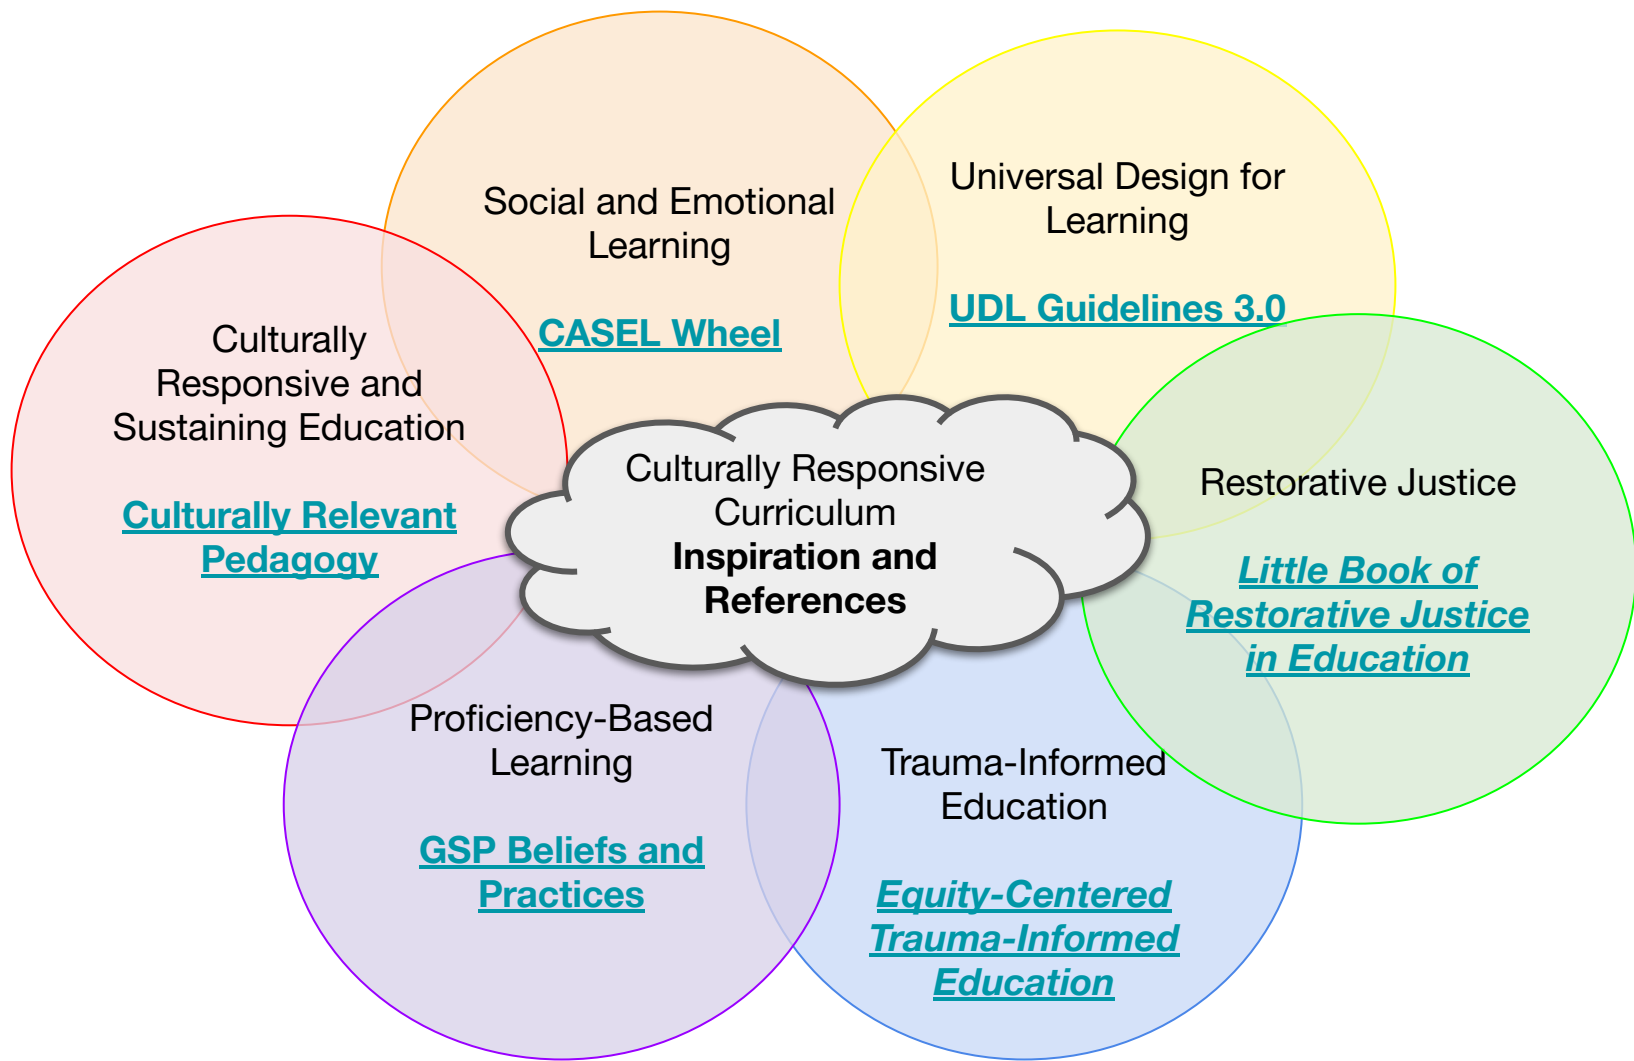 Social and Emotional
Learning
CASEL Wheel
Universal Design for
Learning
UDL Guidelines 3.0
Culturally
Responsive and
Sustaining Education
Culturally Relevant
Pedagogy
Culturally Responsive
Curriculum
Inspiration and
References
Restorative Justice
Little Book of
Restorative Justice
in Education
Proficiency-Based
Learning
GSP Beliefs and
Practices
Trauma-Informed
Education
Equity-Centered
Trauma-Informed
Education